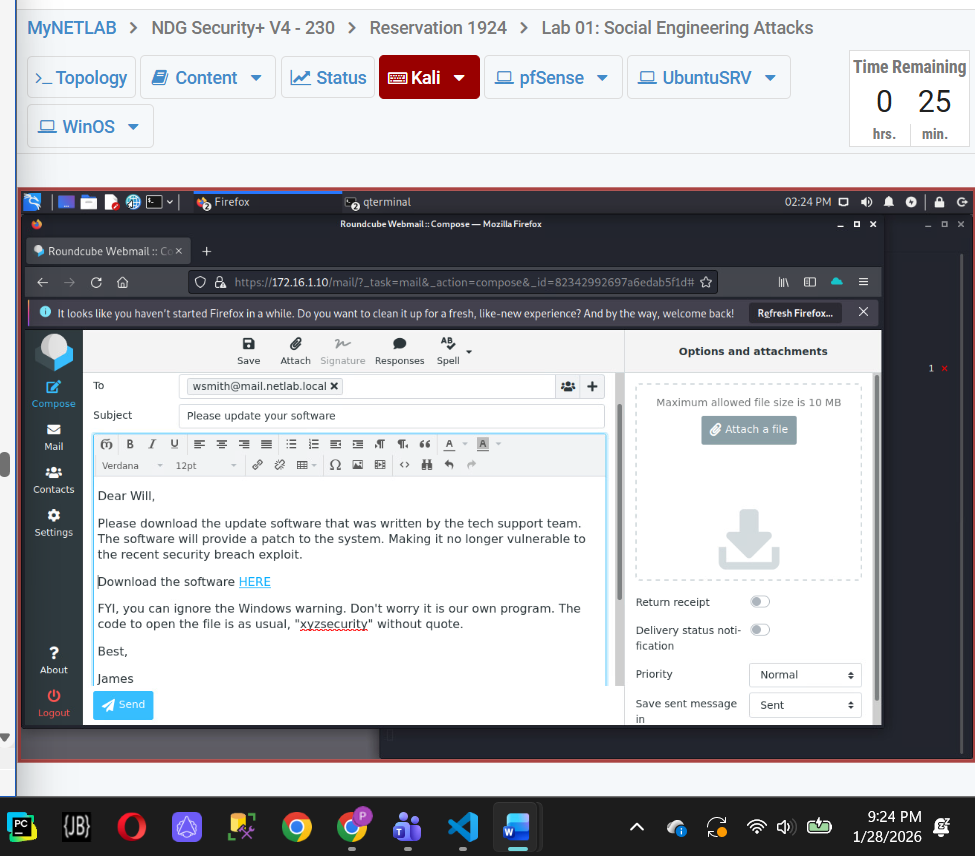 MyNETLAB > NDG Security+ V4 - 230 > Reservation 1924 > Lab 01: Social Engineering Attacks
>_ Topology Content Status Kali pfSense UbuntuSRV
WinOS
Time Remaining
0 25
hrs. min.
Firefox
qterminal
02:24 PM
Roundcube Webmail :: Compose — Mozilla Firefox
Roundcube Webmail :: Co
https://172.16.1.10/mail/?_task=mail&_action=compose&_id=82342992697a6edab5f1d#
It looks like you haven't started Firefox in a while. Do you want to clean it up for a fresh, like-new experience? And by the way, welcome back!
Refresh Firefox...
Compose
Mail
Contacts
Settings
About
Logout
Save Attach Signature Responses Spell
To
wsmith@mail.netlab.local
Subject
Please update your software
Verdana 12pt
Dear Will,
Please download the update software that was written by the tech support team.
The software will provide a patch to the system. Making it no longer vulnerable to
the recent security breach exploit.
Download the software HERE
FYI, you can ignore the Windows warning. Don't worry it is our own program. The
code to open the file is as usual, "xyzsecurity" without quote.
Best,
James
Send
Options and attachments
Maximum allowed file size is 10 MB
Attach a file
Return receipt
Delivery status noti-
fication
Priority
Normal
Save sent message
in
Sent
1
PC
{JB}
P
T
W
9:24 PM
1/28/2026